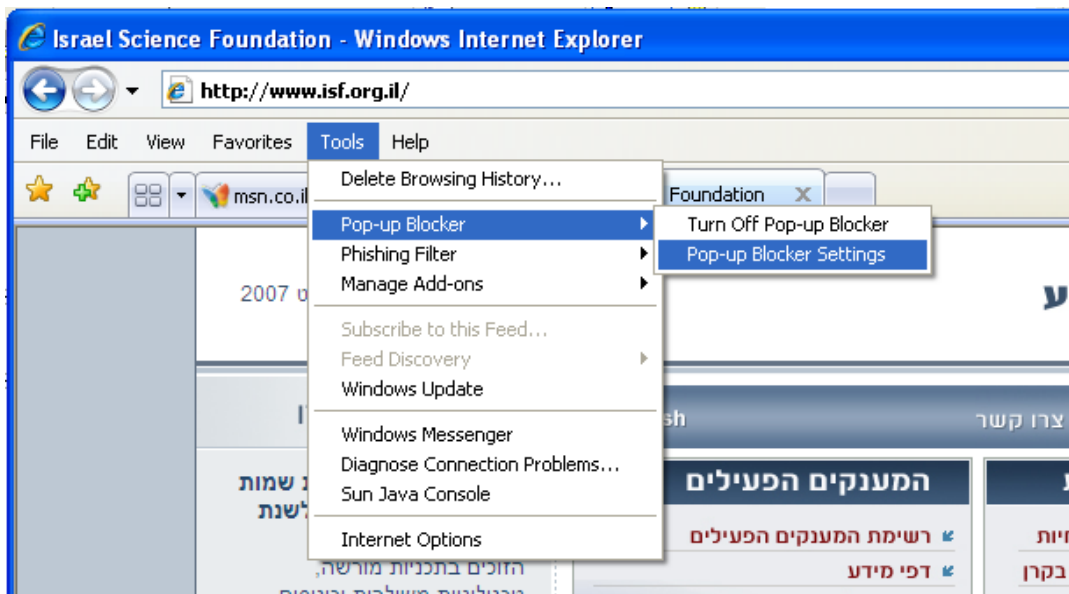 Israel Science Foundation - Windows Internet Explorer
http://www.isf.org.il/
File Edit View Favorites Tools Help
msn.co.il
Foundation
Delete Browsing History...
Pop-up Blocker
Turn Off Pop-up Blocker
Phishing Filter
Pop-up Blocker Settings
Manage Add-ons
2007
Subscribe to this Feed...
Feed Discovery
Windows Update
צרו קשר
Windows Messenger
Diagnose Connection Problems...
Sun Java Console
Internet Options
המענקים הפעילים
שמות
לשנת
רשימת המענקים הפעילים
דפי מידע
בקרן
הזוכים בתכניות מורשה,